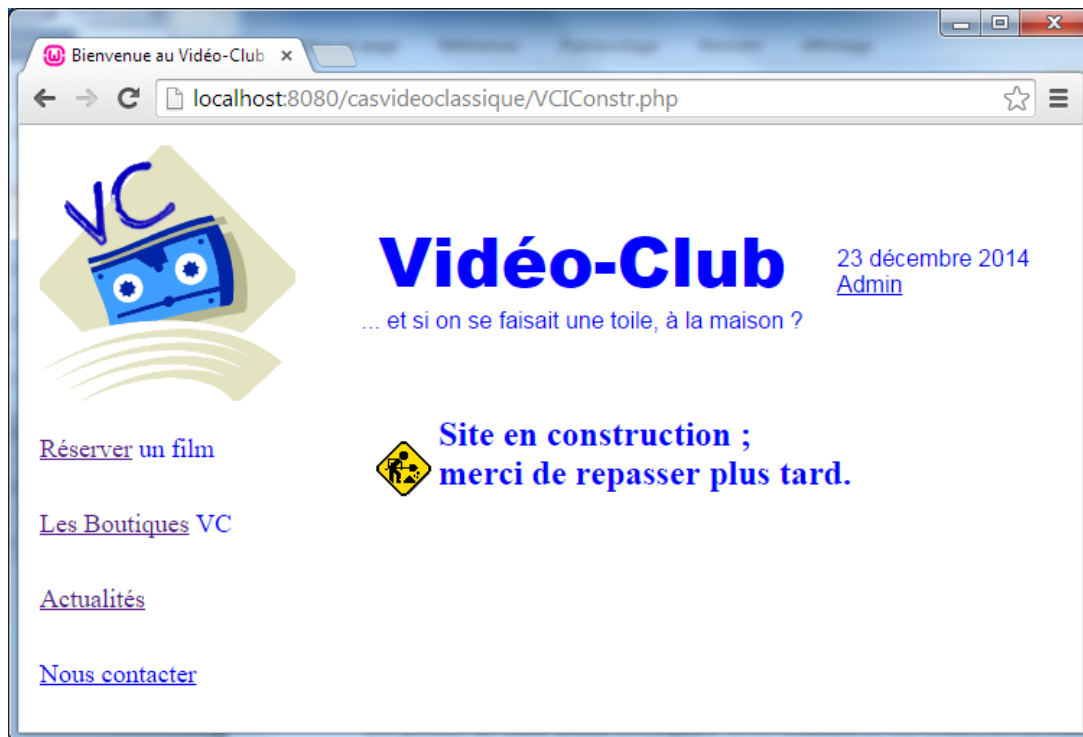 Bienvenue au Vidéo-Club
localhost:8080/casvideoclassique/VCIConstr.php
VC
Vidéo-Club
... et si on se faisait une toile, à la maison ?
23 décembre 2014
Admin
Réserver un film
Les Boutiques VC
Actualités
Nous contacter
Site en construction ;
merci de repasser plus tard.